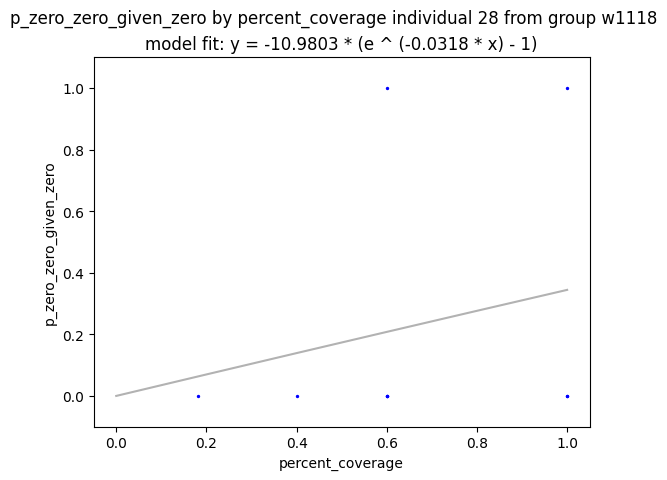 p_zero_zero_given_zero by percent_coverage individual 28 from group w1118
model fit: y = -10.9803 * (e ^ (-0.0318 * x) - 1)
1.0
0.8
0.6
0.4
0.2
0.0
p_zero_zero_given_zero
0.0 0.2 0.4 0.6 0.8 1.0
percent_coverage